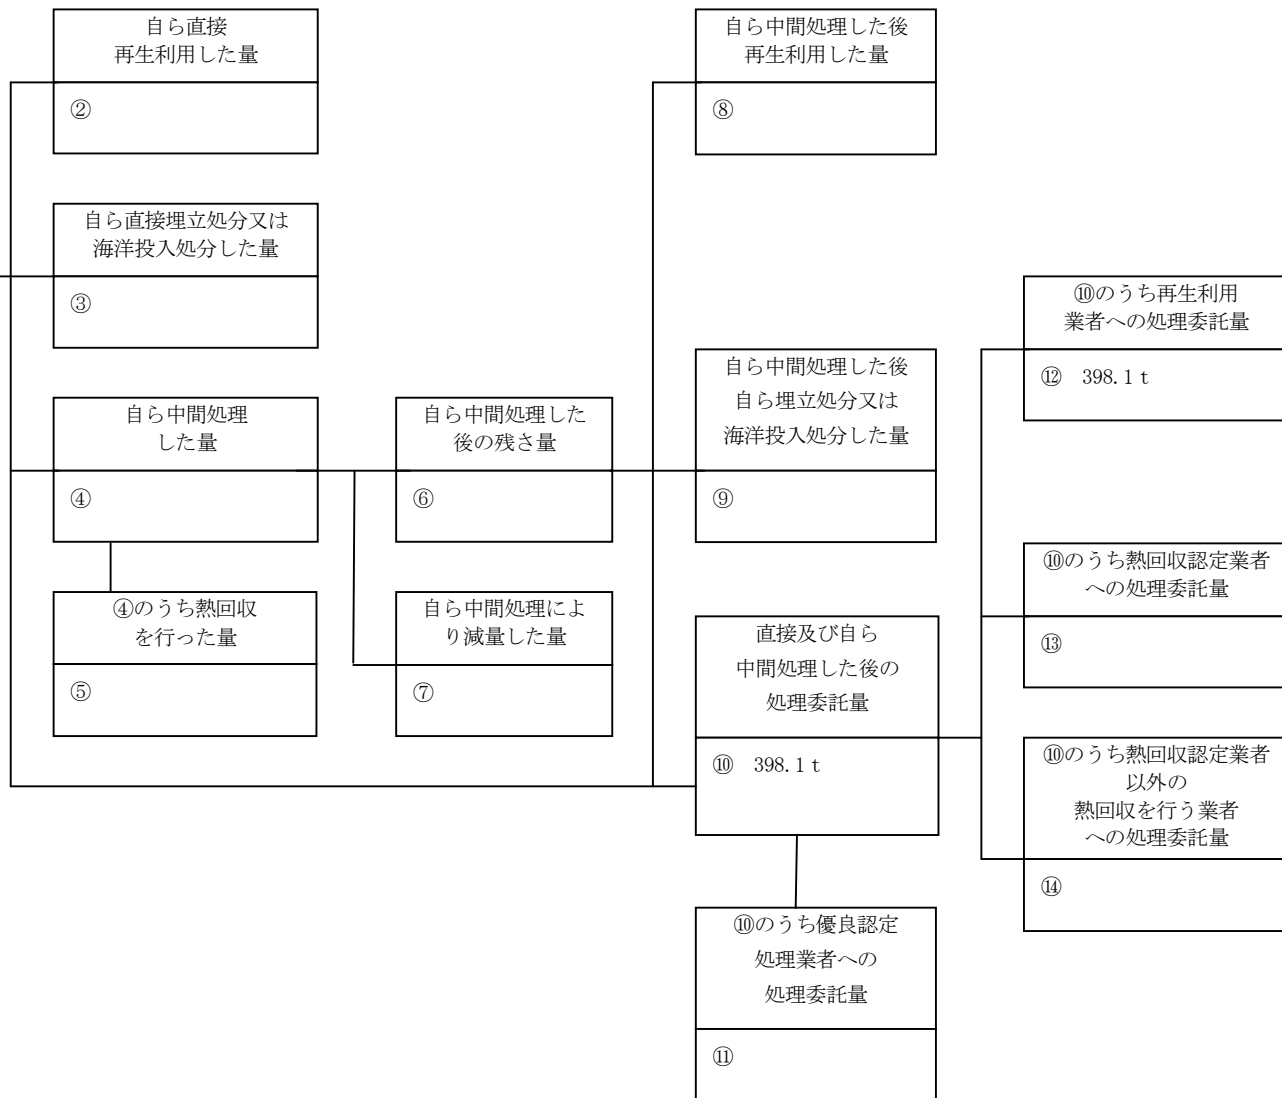 自ら直接
再生利用した量
②
自ら直接埋立処分又は
海洋投入処分した量
③
自ら中間処理
した量
④
④のうち熱回収
を行った量
⑤
自ら中間処理した
後の残さ量
⑥
自ら中間処理によ
り減量した量
⑦
自ら中間処理した後
再生利用した量
⑧
自ら中間処理した後
自ら埋立処分又は
海洋投入処分した量
⑨
直接及び自ら
中間処理した後の
処理委託量
⑩ 398.1 t
⑩のうち優良認定
処理業者への
処理委託量
⑪
⑩のうち再生利用
業者への処理委託量
⑫ 398.1 t
⑩のうち熱回収認定業者
への処理委託量
⑬
⑩のうち熱回収認定業者
以外の
熱回収を行う業者
への処理委託量
⑭